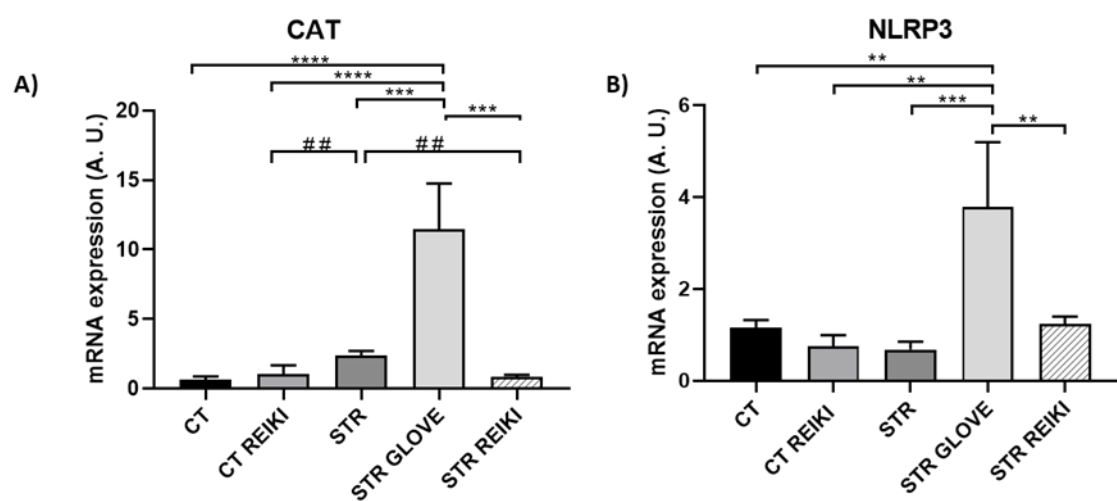 CAT
A)
****
****
***
***
##
##
mRNA expression (A. U.)
20
15
10
5
0
CT
CT REIKI
STR
STR GLOVE
STR REIKI
NLRP3
B)
**
**
***
**
mRNA expression (A. U.)
6
4
2
0
CT
CT REIKI
STR
STR GLOVE
STR REIKI